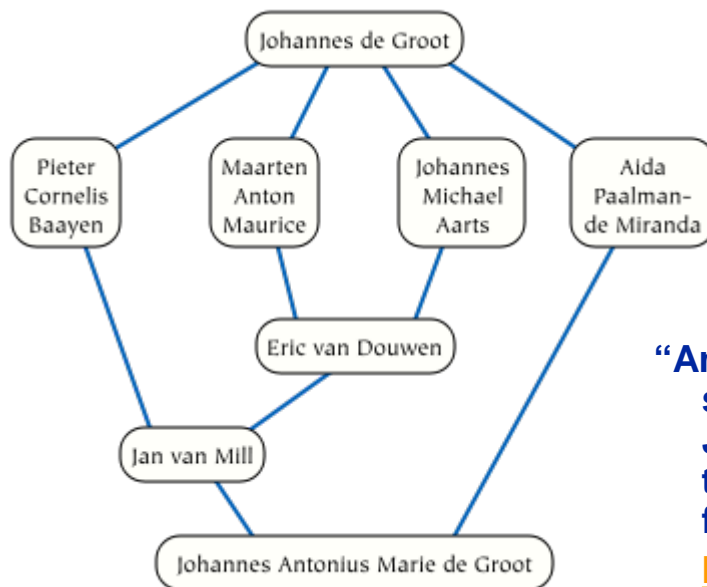 Johannes de Groot
Pieter
Cornelis
Baayen
Maarten
Anton
Maurice
Johannes
Michael
Aarts
Aida
Paalman-
de Miranda
Eric van Douwen
Jan van Mill
Johannes Antonius Marie de Groot